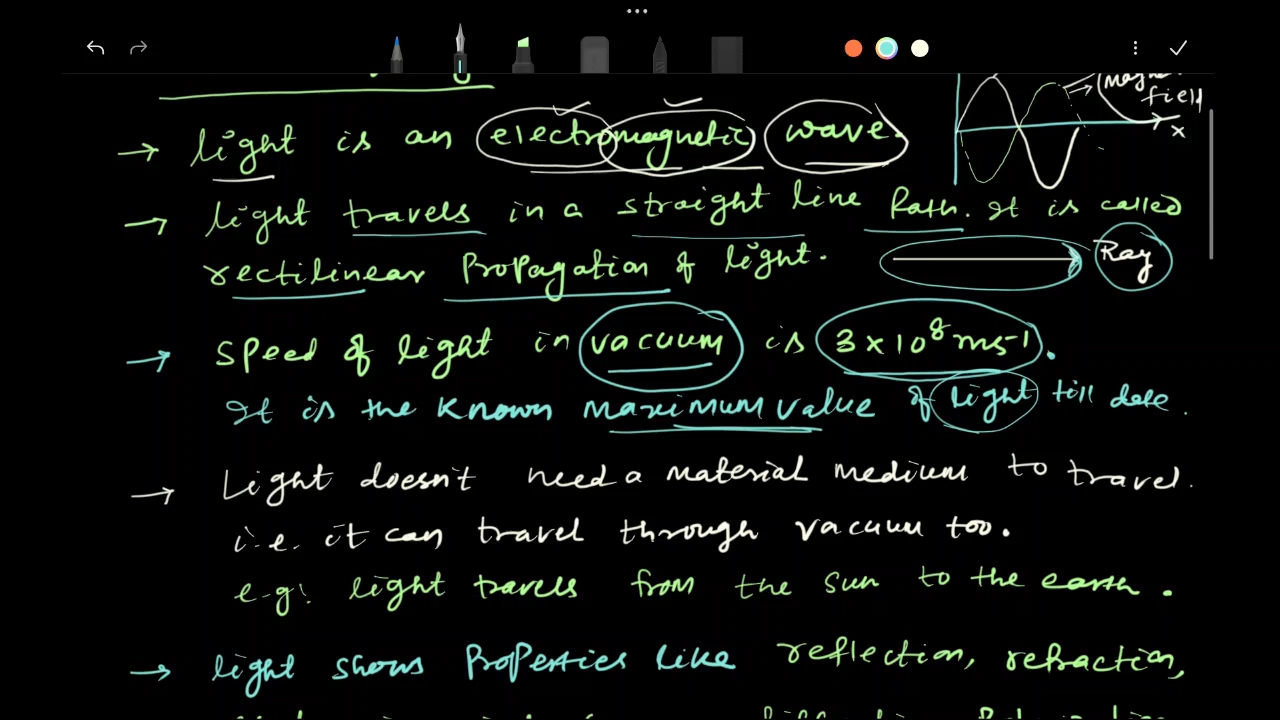 Magne
field
x
→ light is an electromagnetic wave.
→ light travels in a straight line Path. It is called
rectilinear Propagation of light. Ray
→ speed of light in vacuum is 3 x 10⁸ ms-1.
It is the known maximum value of light till date.
→ Light doesn't need a material medium to travel.
i.e. it can travel through vacuum too.
e.g: light travels from the sun to the earth.
→ light shows Properties like reflection, refraction,